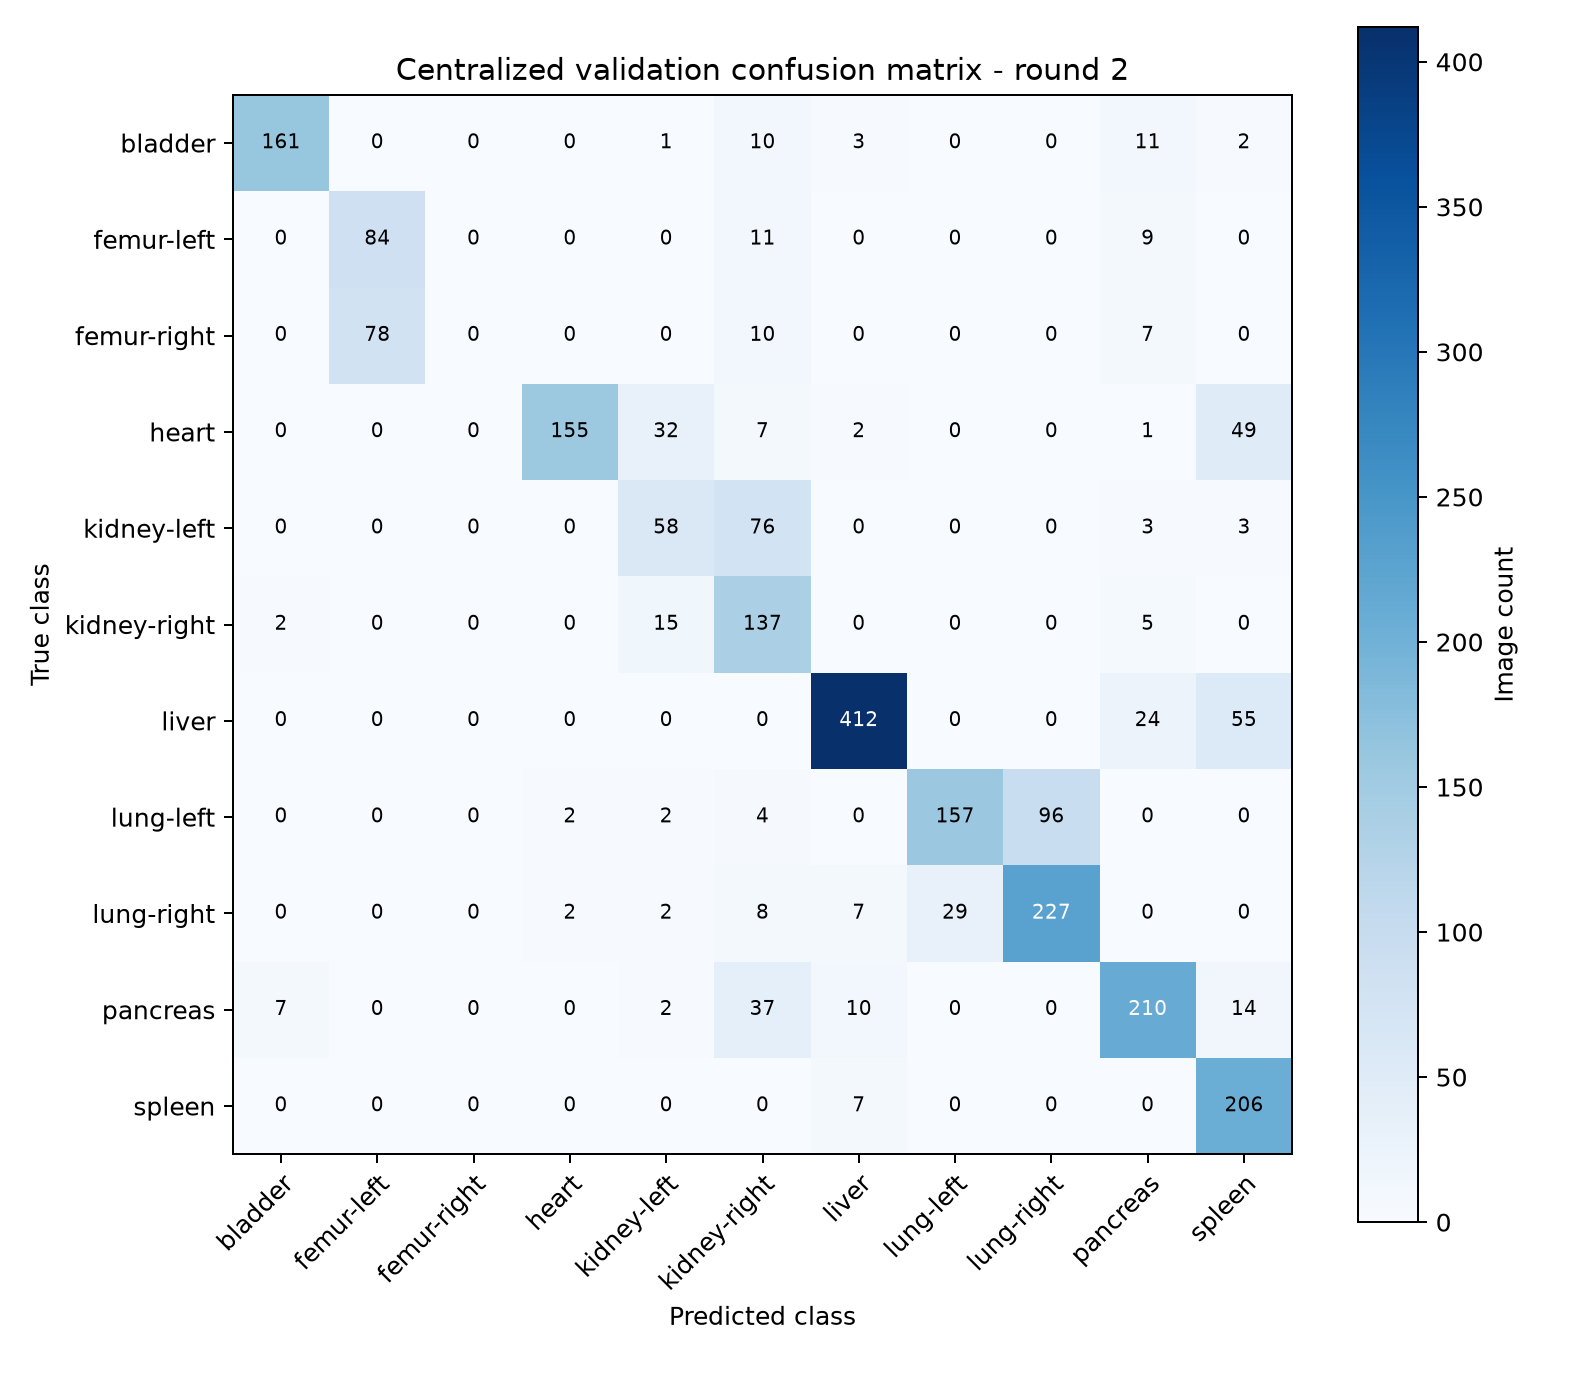 Centralized validation confusion matrix - round 2
bladder 161 0 0 0 1 10 3 0 0 11 2
femur-left 0 84 0 0 0 11 0 0 0 9 0
femur-right 0 78 0 0 0 10 0 0 0 7 0
heart 0 0 0 155 32 7 2 0 0 1 49
kidney-left 0 0 0 0 58 76 0 0 0 3 3
kidney-right 2 0 0 0 15 137 0 0 0 5 0
liver 0 0 0 0 0 0 412 0 0 24 55
lung-left 0 0 0 2 2 4 0 157 96 0 0
lung-right 0 0 0 2 2 8 7 29 227 0 0
pancreas 7 0 0 0 2 37 10 0 0 210 14
spleen 0 0 0 0 0 0 7 0 0 0 206
True class
bladder femur-left femur-right heart kidney-left kidney-right liver lung-left lung-right pancreas spleen
Predicted class
400
350
300
250
200
150
100
50
0
Image count